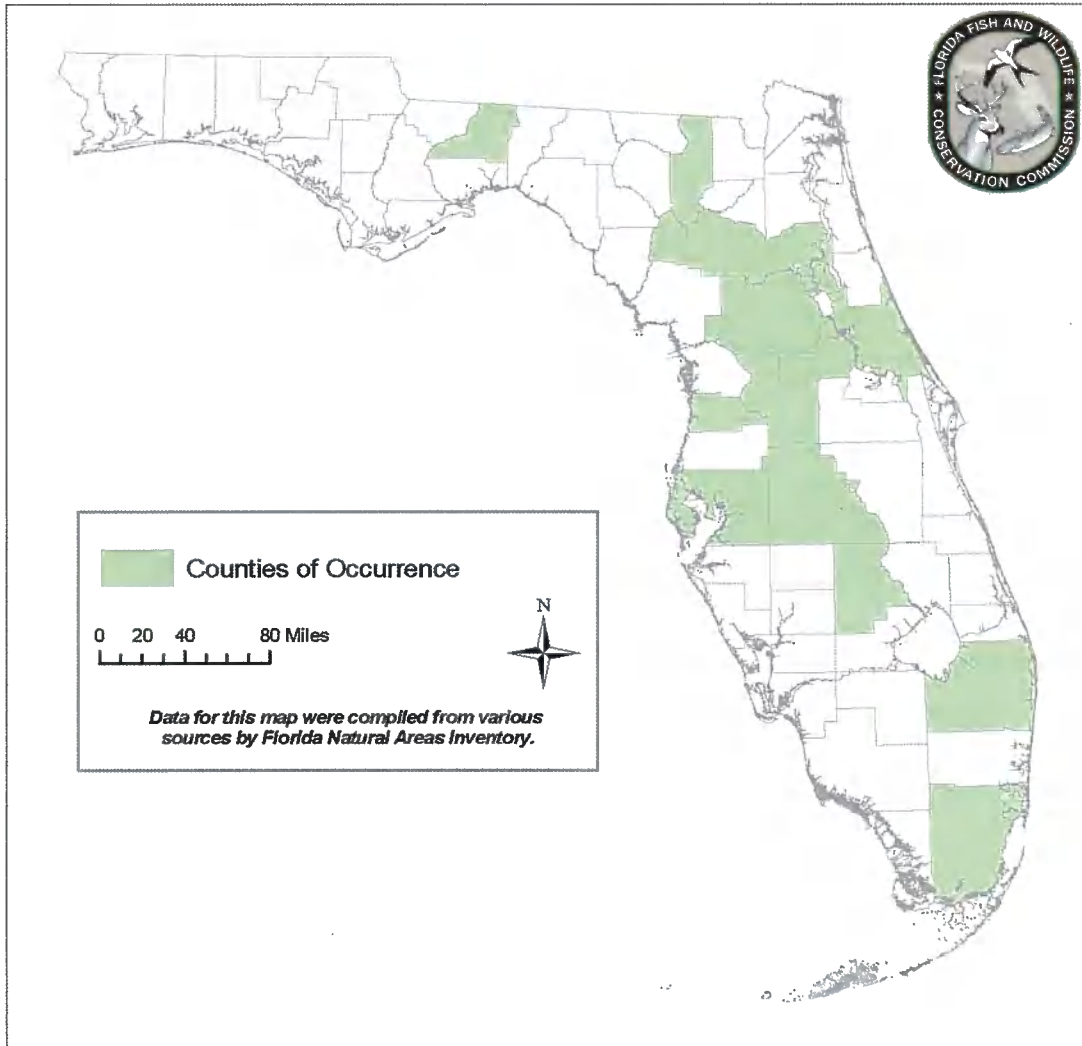 ★ FLORIDA FISH AND WILDLIFE ★
CONSERVATION COMMISSION
Counties of Occurrence
N
0 20 40 80 Miles
Data for this map were compiled from various
sources by Florida Natural Areas Inventory.